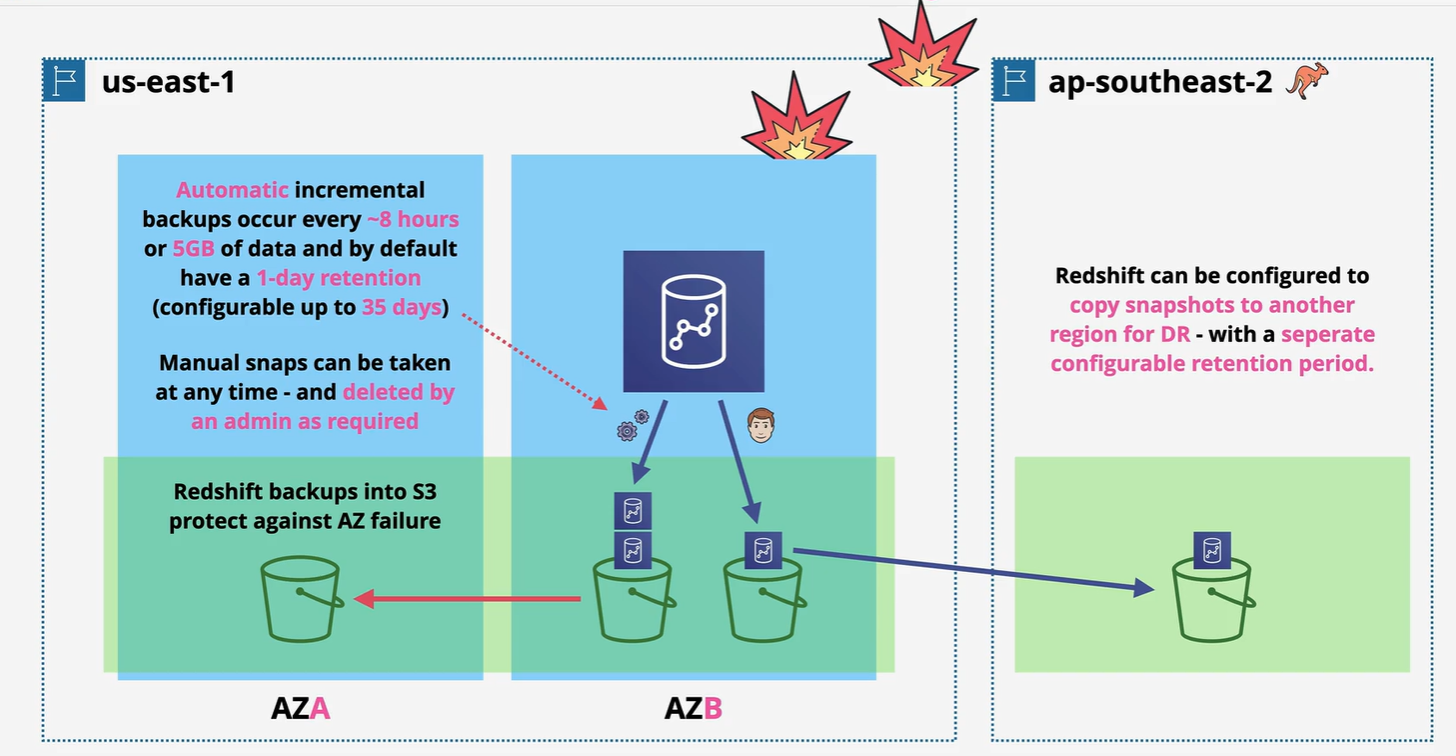 us-east-1
Automatic incremental
backups occur every ~8 hours
or 5GB of data and by default
have a 1-day retention
(configurable up to 35 days)
Manual snaps can be taken
at any time - and deleted by
an admin as required
Redshift backups into S3
protect against AZ failure
AZA
AZB
ap-southeast-2
Redshift can be configured to
copy snapshots to another
region for DR - with a seperate
configurable retention period.